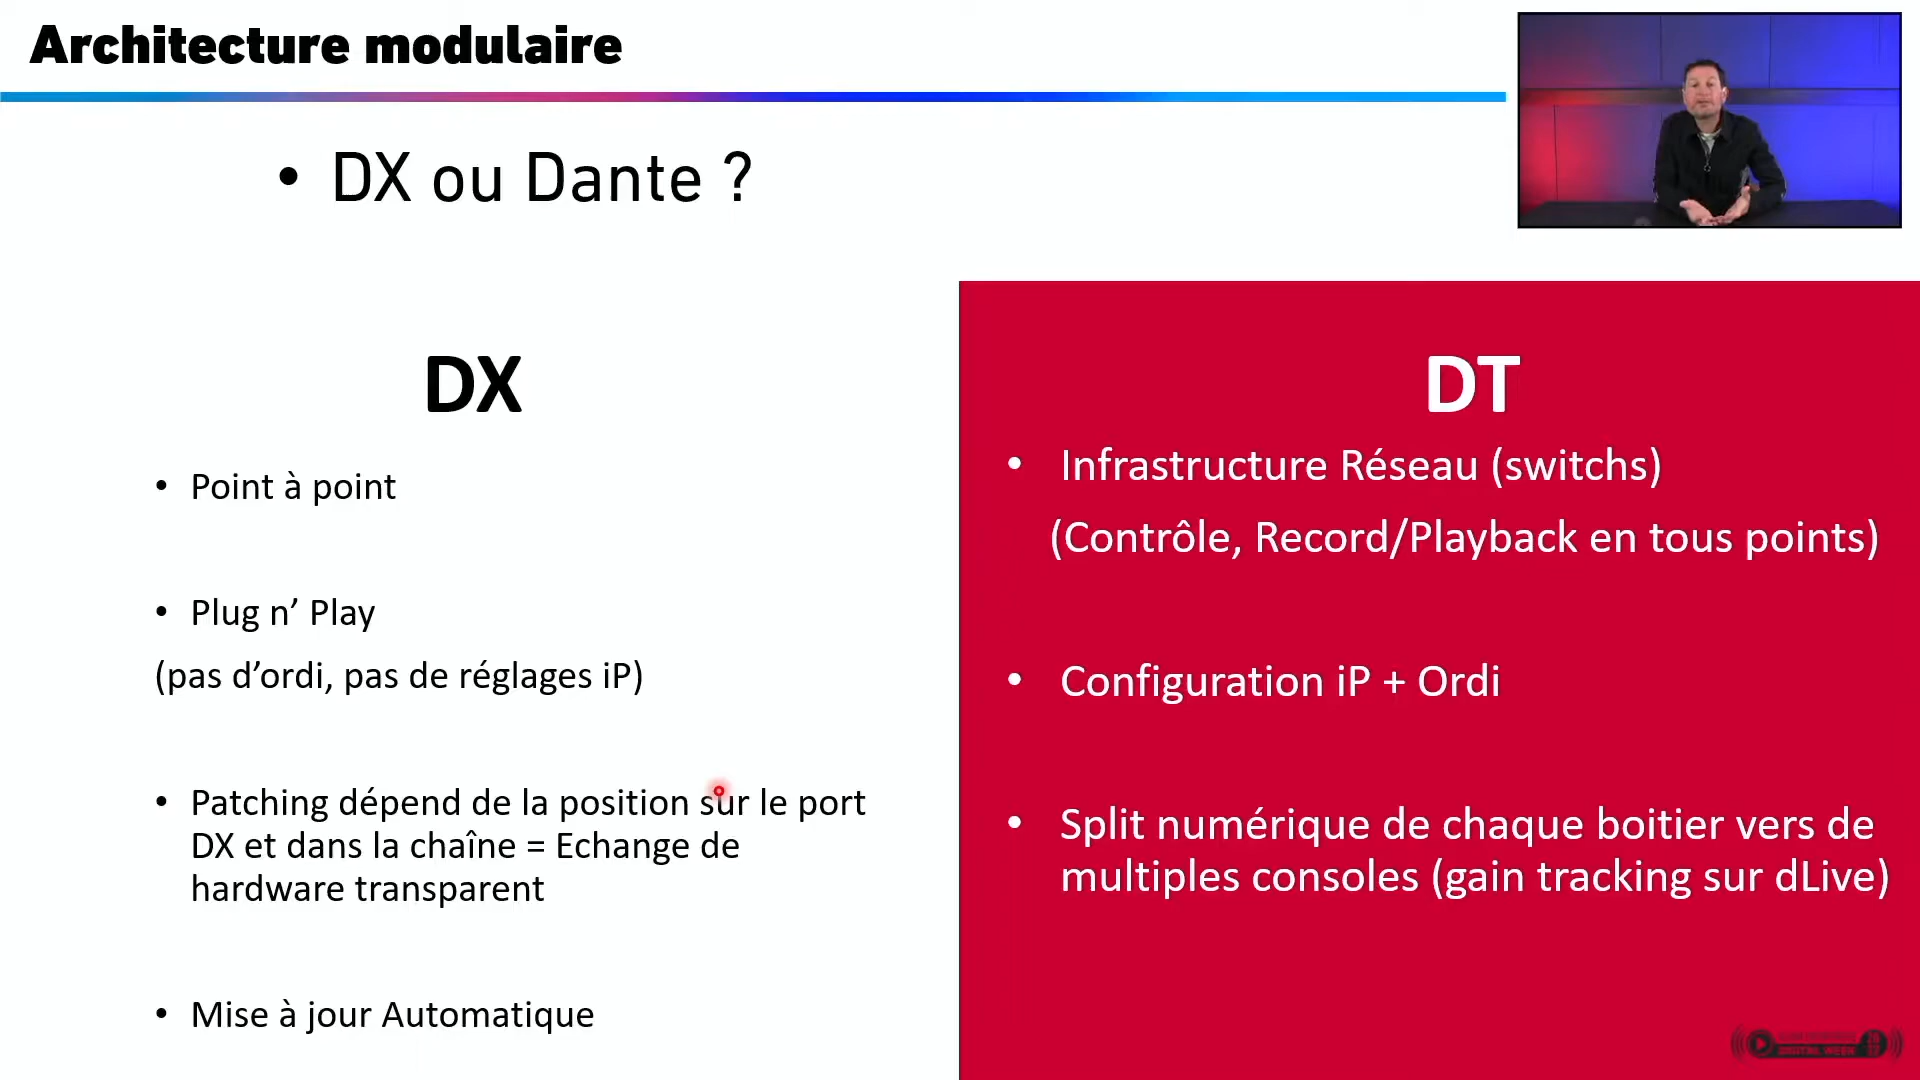 Architecture modulaire
• DX ou Dante ?
DX
• Point à point
• Plug n’ Play
(pas d’ordi, pas de réglages iP)
• Patching dépend de la position sur le port
DX et dans la chaîne = Echange de
hardware transparent
• Mise à jour Automatique
DT
• Infrastructure Réseau (switchs)
(Contrôle, Record/Playback en tous points)
• Configuration iP + Ordi
• Split numérique de chaque boitier vers de
multiples consoles (gain tracking sur dLive)
DIGITAL WEEK